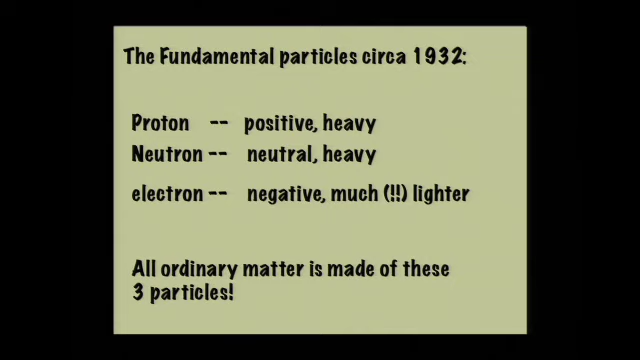 The Fundamental particles circa 1932:
Proton -- positive, heavy
Neutron -- neutral, heavy
electron -- negative, much (!!) lighter
All ordinary matter is made of these
3 particles!